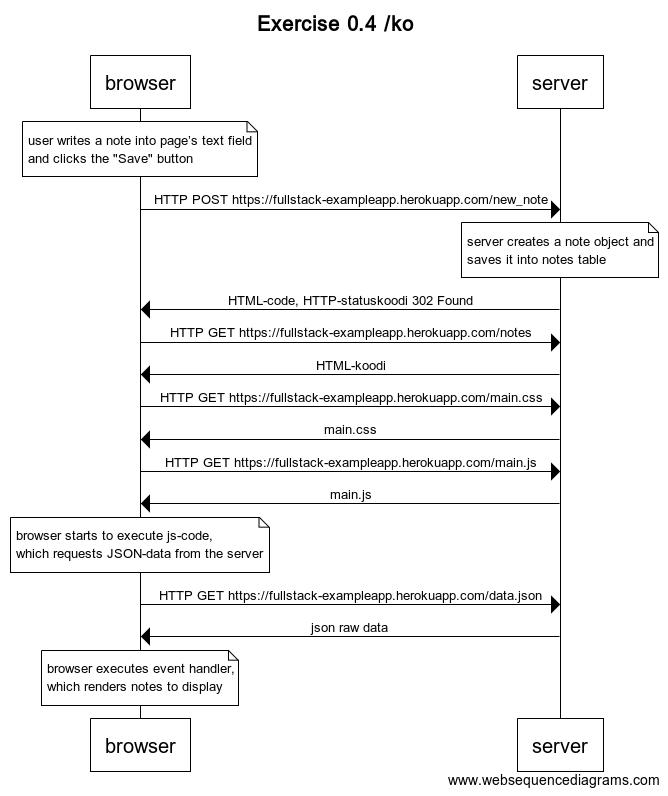 Exercise 0.4 /ko
browser
server
user writes a note into page's text field
and clicks the "Save" button
HTTP POST https://fullstack-exampleapp.herokuapp.com/new_note
server creates a note object and
saves it into notes table
HTML-code, HTTP-statuskoodi 302 Found
HTTP GET https://fullstack-exampleapp.herokuapp.com/notes
HTML-koodi
HTTP GET https://fullstack-exampleapp.herokuapp.com/main.css
main.css
HTTP GET https://fullstack-exampleapp.herokuapp.com/main.js
main.js
browser starts to execute js-code,
which requests JSON-data from the server
HTTP GET https://fullstack-exampleapp.herokuapp.com/data.json
json raw data
browser executes event handler,
which renders notes to display
browser
server
www.websequencediagrams.com